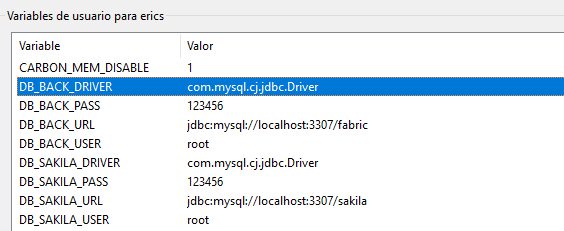 Variables de usuario para erics
Variable Valor
CARBON_MEM_DISABLE 1
DB_BACK_DRIVER com.mysql.cj.jdbc.Driver
DB_BACK_PASS 123456
DB_BACK_URL jdbc:mysql://localhost:3307/fabric
DB_BACK_USER root
DB_SAKILA_DRIVER com.mysql.cj.jdbc.Driver
DB_SAKILA_PASS 123456
DB_SAKILA_URL jdbc:mysql://localhost:3307/sakila
DB_SAKILA_USER root